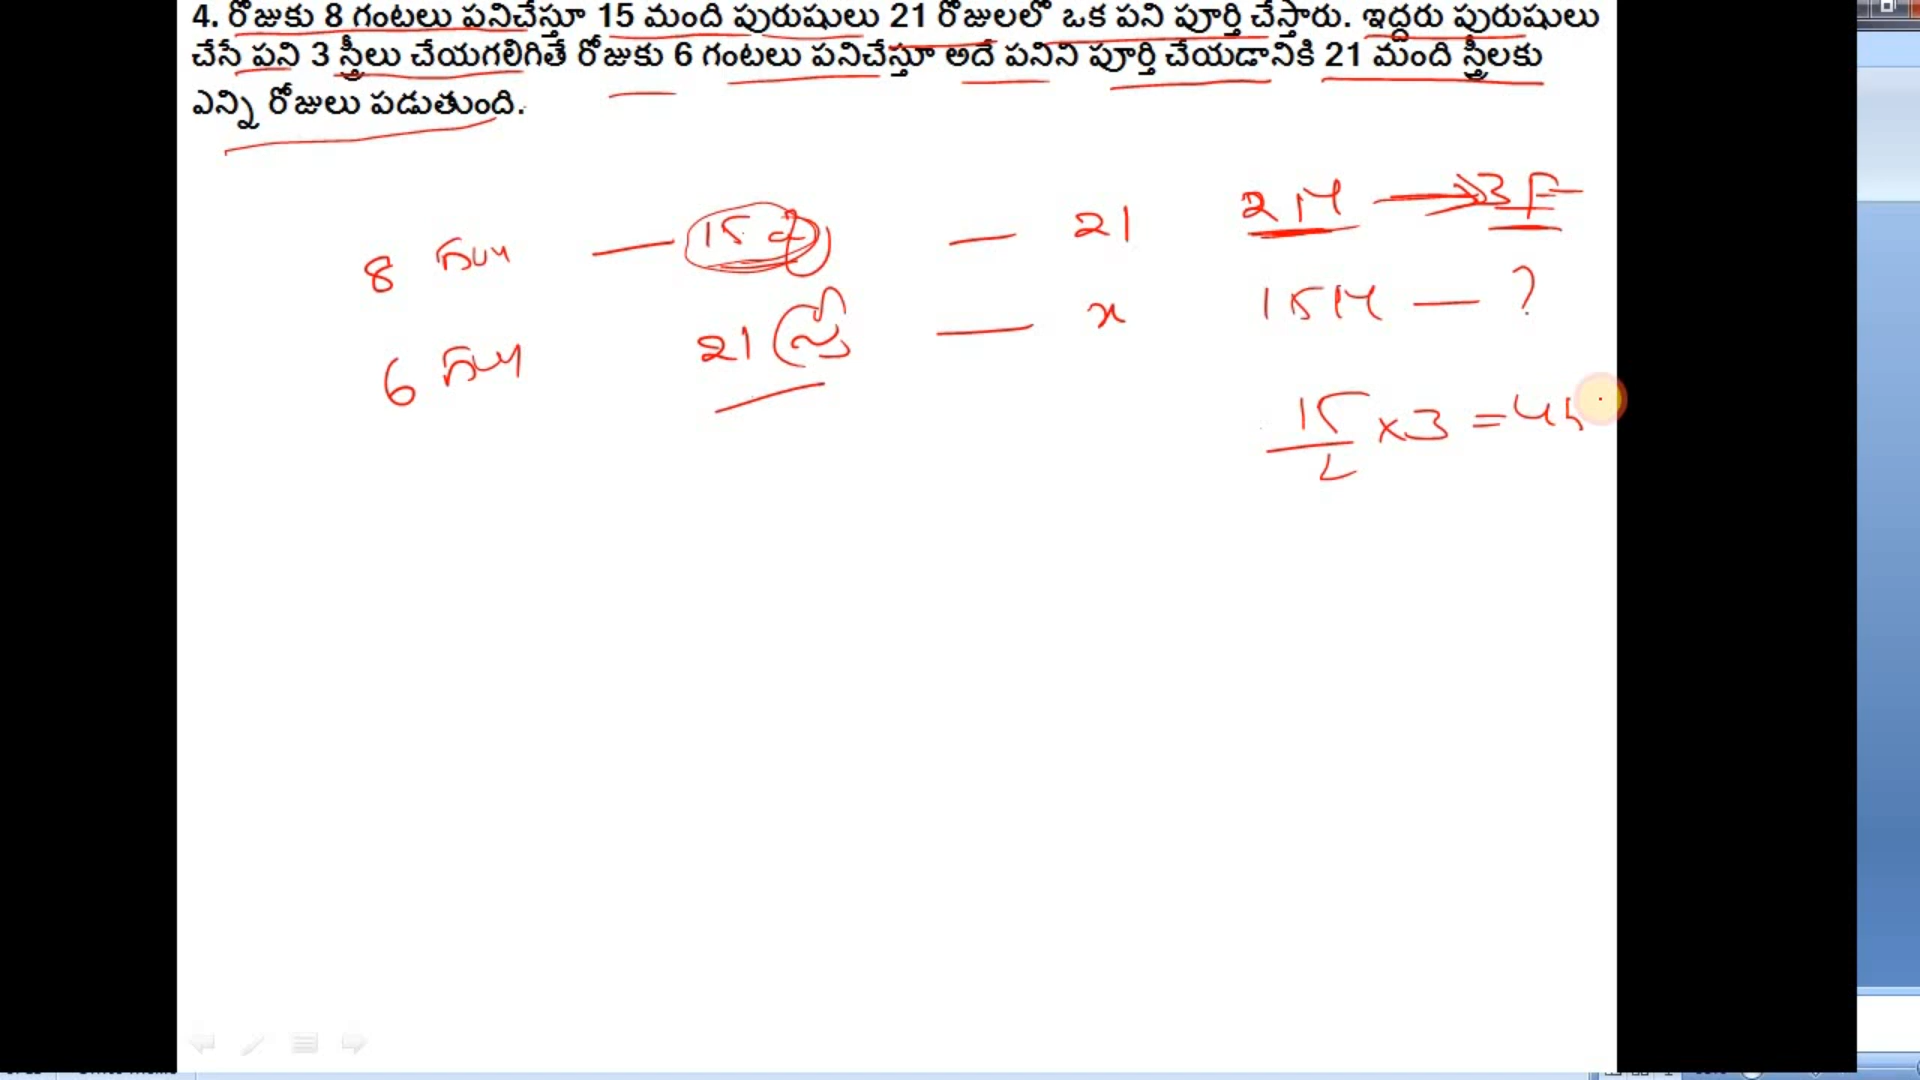 4. రోజుకు 8 గంటలు పనిచేస్తూ 15 మంది పురుషులు 21 రోజులలో ఒక పని పూర్తి చేస్తారు. ఇద్దరు పురుషులు
చేసే పని 3 స్త్రీలు చేయగలిగితే రోజుకు 6 గంటలు పనిచేస్తూ అదే పనిని పూర్తి చేయడానికి 21 మంది స్త్రీలకు
ఎన్ని రోజులు పడుతుంది.
8 — 15 పు — 21
6 21 స్త్రీ — x
2M → 3F
15M — ?
15/2 × 3 = 45